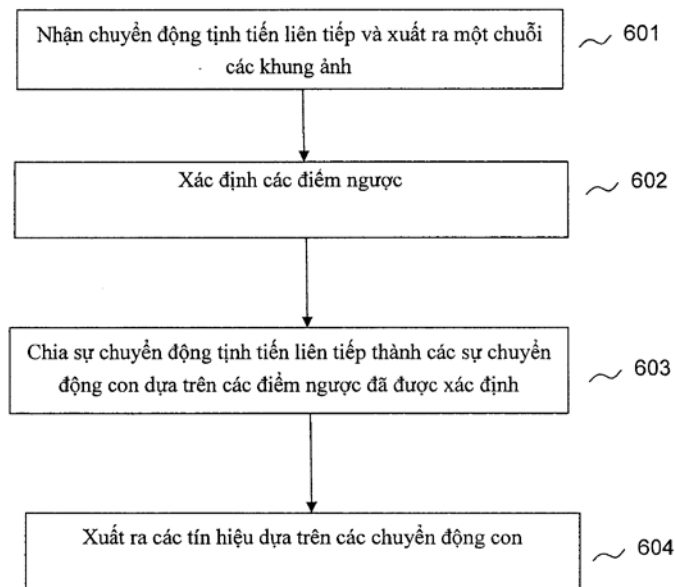 Nhận chuyển động tịnh tiến liên tiếp và xuất ra một chuỗi
các khung ảnh
601
Xác định các điểm ngược
602
Chia sự chuyển động tịnh tiến liên tiếp thành các sự chuyển
động con dựa trên các điểm ngược đã được xác định
603
Xuất ra các tín hiệu dựa trên các chuyển động con
604